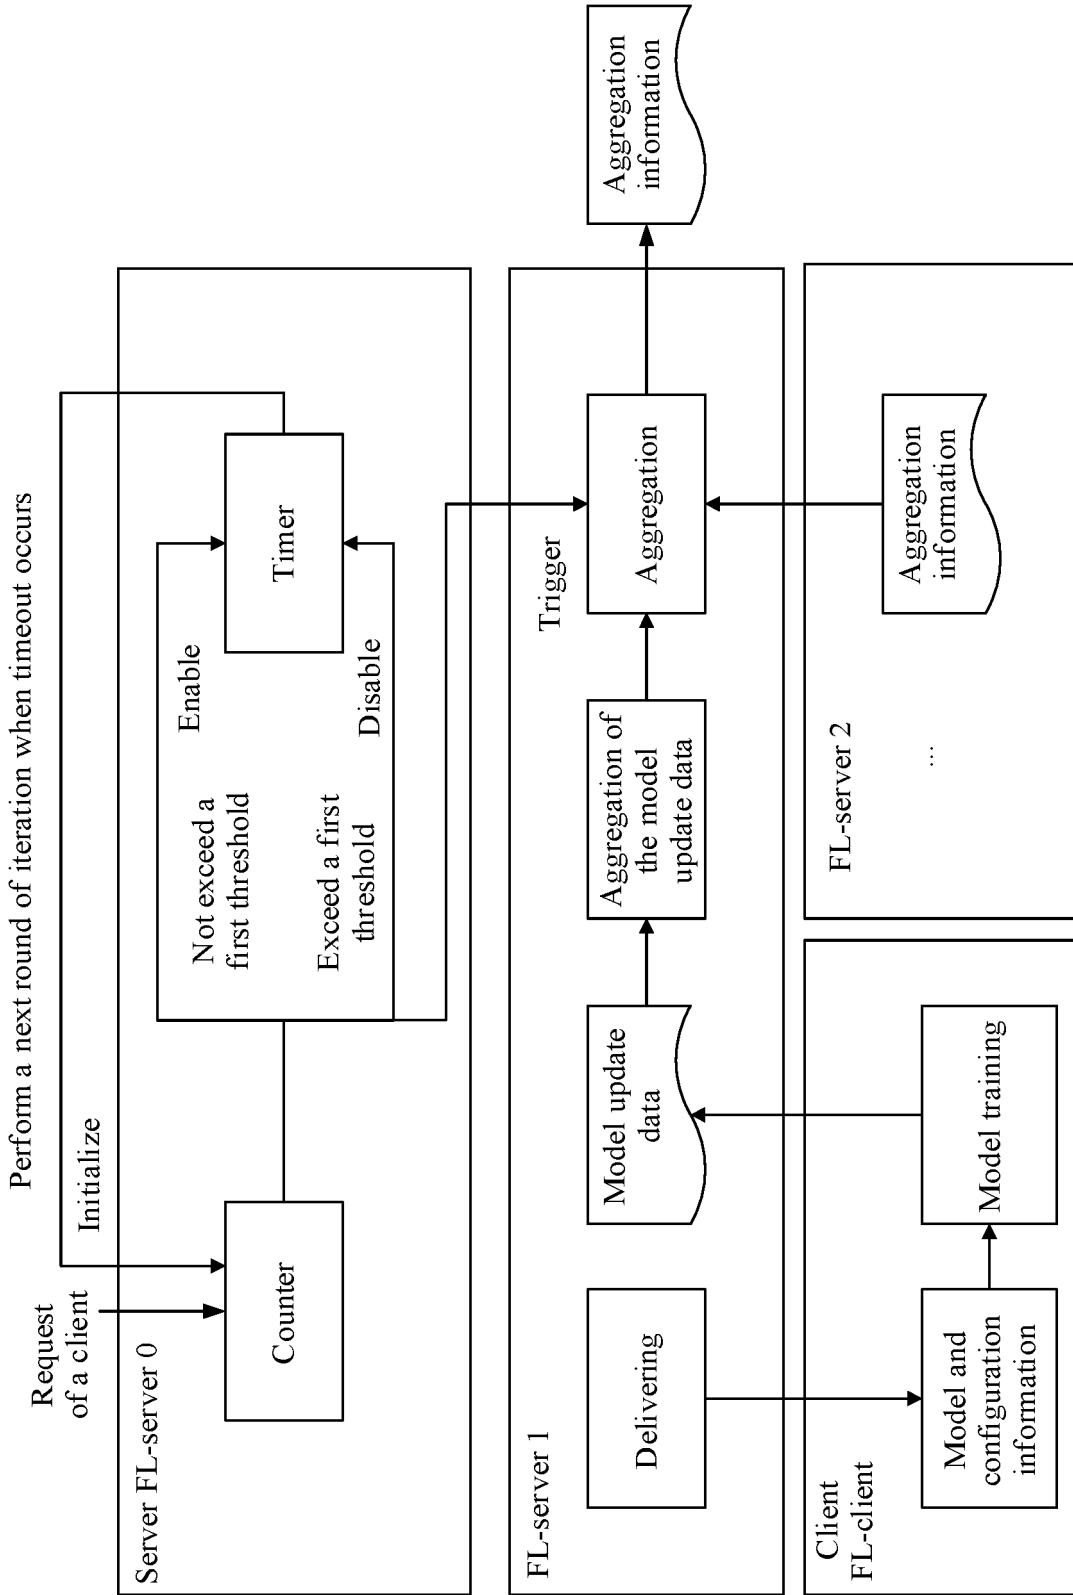 Perform a next round of iteration when timeout occurs
Request
of a client
Initialize
Server FL-server 0
Counter
Not exceed a
first threshold
Enable
Exceed a first
threshold
Disable
Timer
FL-server 1
Delivering
Model update
data
Aggregation of
the model
update data
Trigger
Aggregation
Aggregation
information
Client
FL-client
Model and
configuration
information
Model training
FL-server 2
...
Aggregation
information